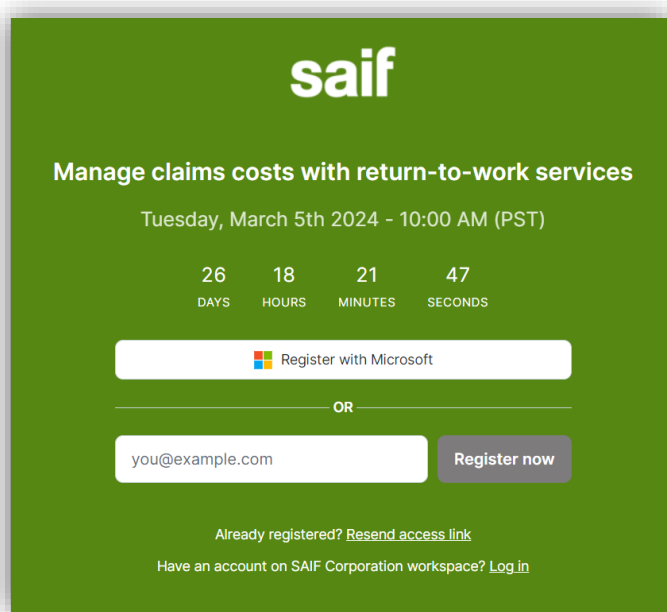 saif
Manage claims costs with return-to-work services
Tuesday, March 5th 2024 - 10:00 AM (PST)
26 18 21 47
DAYS HOURS MINUTES SECONDS
Register with Microsoft
OR
you@example.com Register now
Already registered? Resend access link
Have an account on SAIF Corporation workspace? Log in